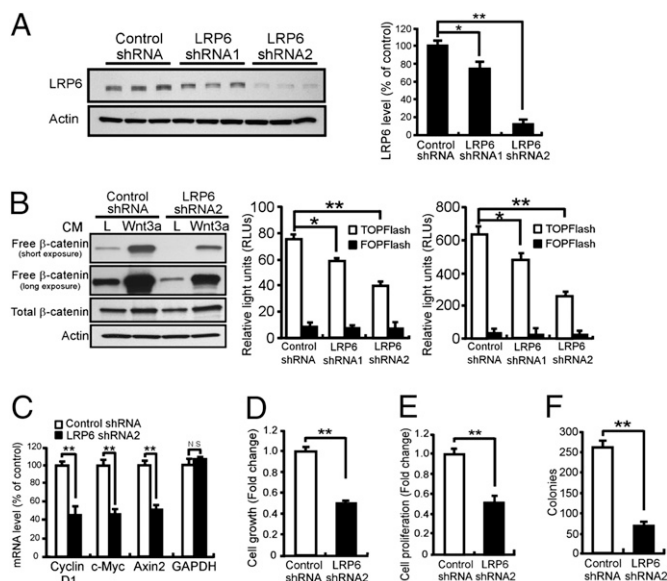 A
Control shRNA
LRP6 shRNA1
LRP6 shRNA2
LRP6
Actin
LRP6 level (% of control)
120
100
80
60
40
20
0
*
**
Control shRNA
LRP6 shRNA1
LRP6 shRNA2
B
Control shRNA
LRP6 shRNA2
CM L Wnt3a L Wnt3a
Free β-catenin
(short exposure)
Free β-catenin
(long exposure)
Total β-catenin
Actin
Relative light units (RLUs)
100
80
60
40
20
0
**
*
TOPFlash
FOPFlash
Control shRNA
LRP6 shRNA1
LRP6 shRNA2
Relative light units (RLUs)
800
600
400
200
0
**
*
TOPFlash
FOPFlash
Control shRNA
LRP6 shRNA1
LRP6 shRNA2
C
Control shRNA
LRP6 shRNA2
mRNA level (% of control)
120
100
80
60
40
20
0
**
**
**
NS
Cyclin D1
c-Myc
Axin2
GAPDH
D
Cell growth (Fold change)
1.4
1.2
1.0
0.8
0.6
0.4
0.2
0
**
Control shRNA
LRP6 shRNA2
E
Cell proliferation (Fold change)
1.4
1.2
1.0
0.8
0.6
0.4
0.2
0
**
Control shRNA
LRP6 shRNA2
F
Colonies
300
250
200
150
100
50
0
**
Control shRNA
LRP6 shRNA2